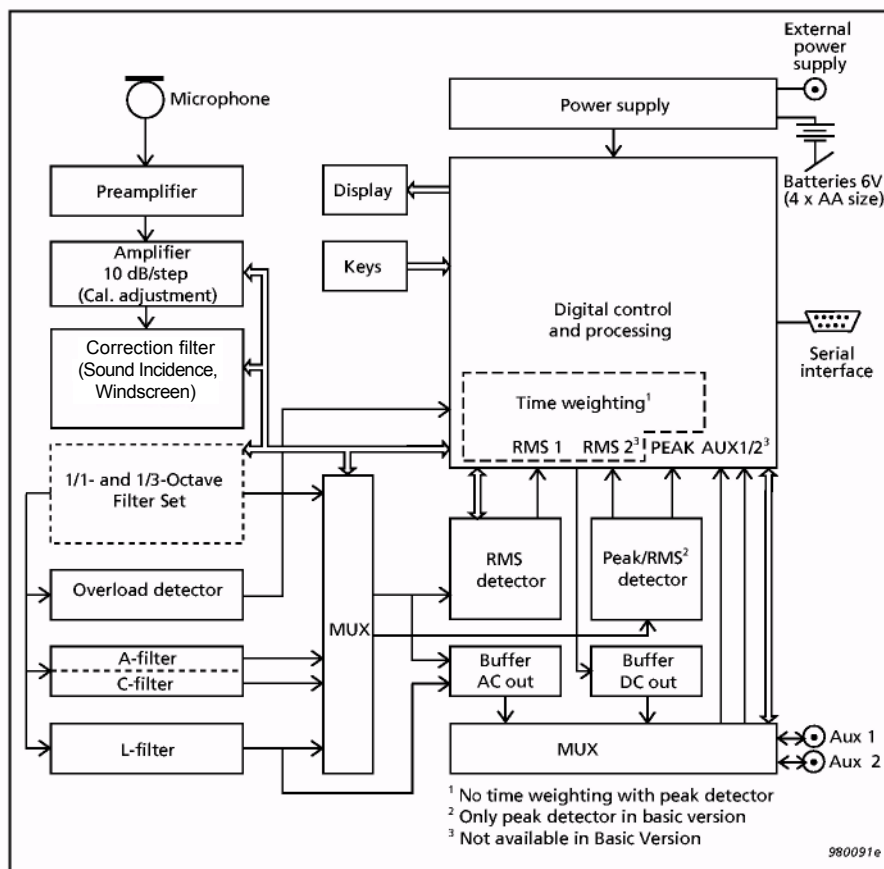 External
power
supply
Microphone
Power supply
Batteries 6V
(4 x AA size)
Preamplifier
Display
Amplifier
10 dB/step
(Cal. adjustment)
Keys
Digital control
and processing
Serial
interface
Correction filter
(Sound Incidence,
Windscreen)
Time weighting¹
RMS 1 RMS 2³ PEAK AUX1/2³
1/1- and 1/3-Octave
Filter Set
RMS
detector
Peak/RMS²
detector
Overload detector
MUX
A-filter
C-filter
Buffer
AC out
Buffer
DC out
L-filter
MUX
Aux 1
Aux 2
¹ No time weighting with peak detector
² Only peak detector in basic version
³ Not available in Basic Version
980091e